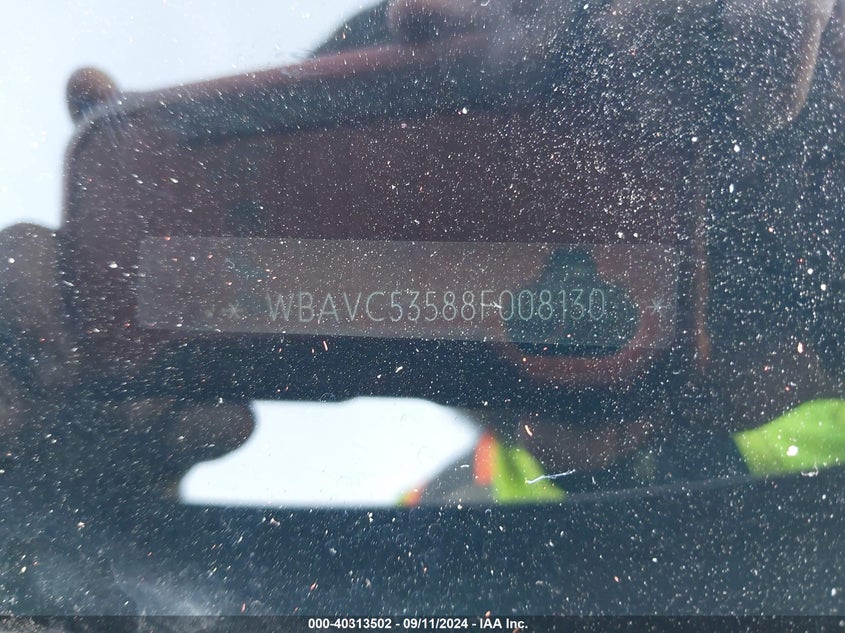 * WBAVC53588F008130 *
000-40313502 - 09/11/2024 - IAA Inc.